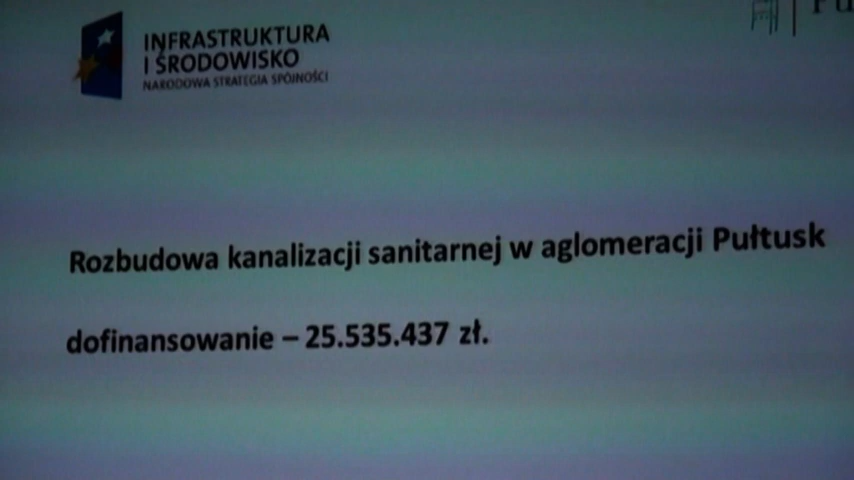 INFRASTRUKTURA
I ŚRODOWISKO
NARODOWA STRATEGIA SPÓJNOŚCI
Rozbudowa kanalizacji sanitarnej w aglomeracji Pułtusk
dofinansowanie – 25.535.437 zł.